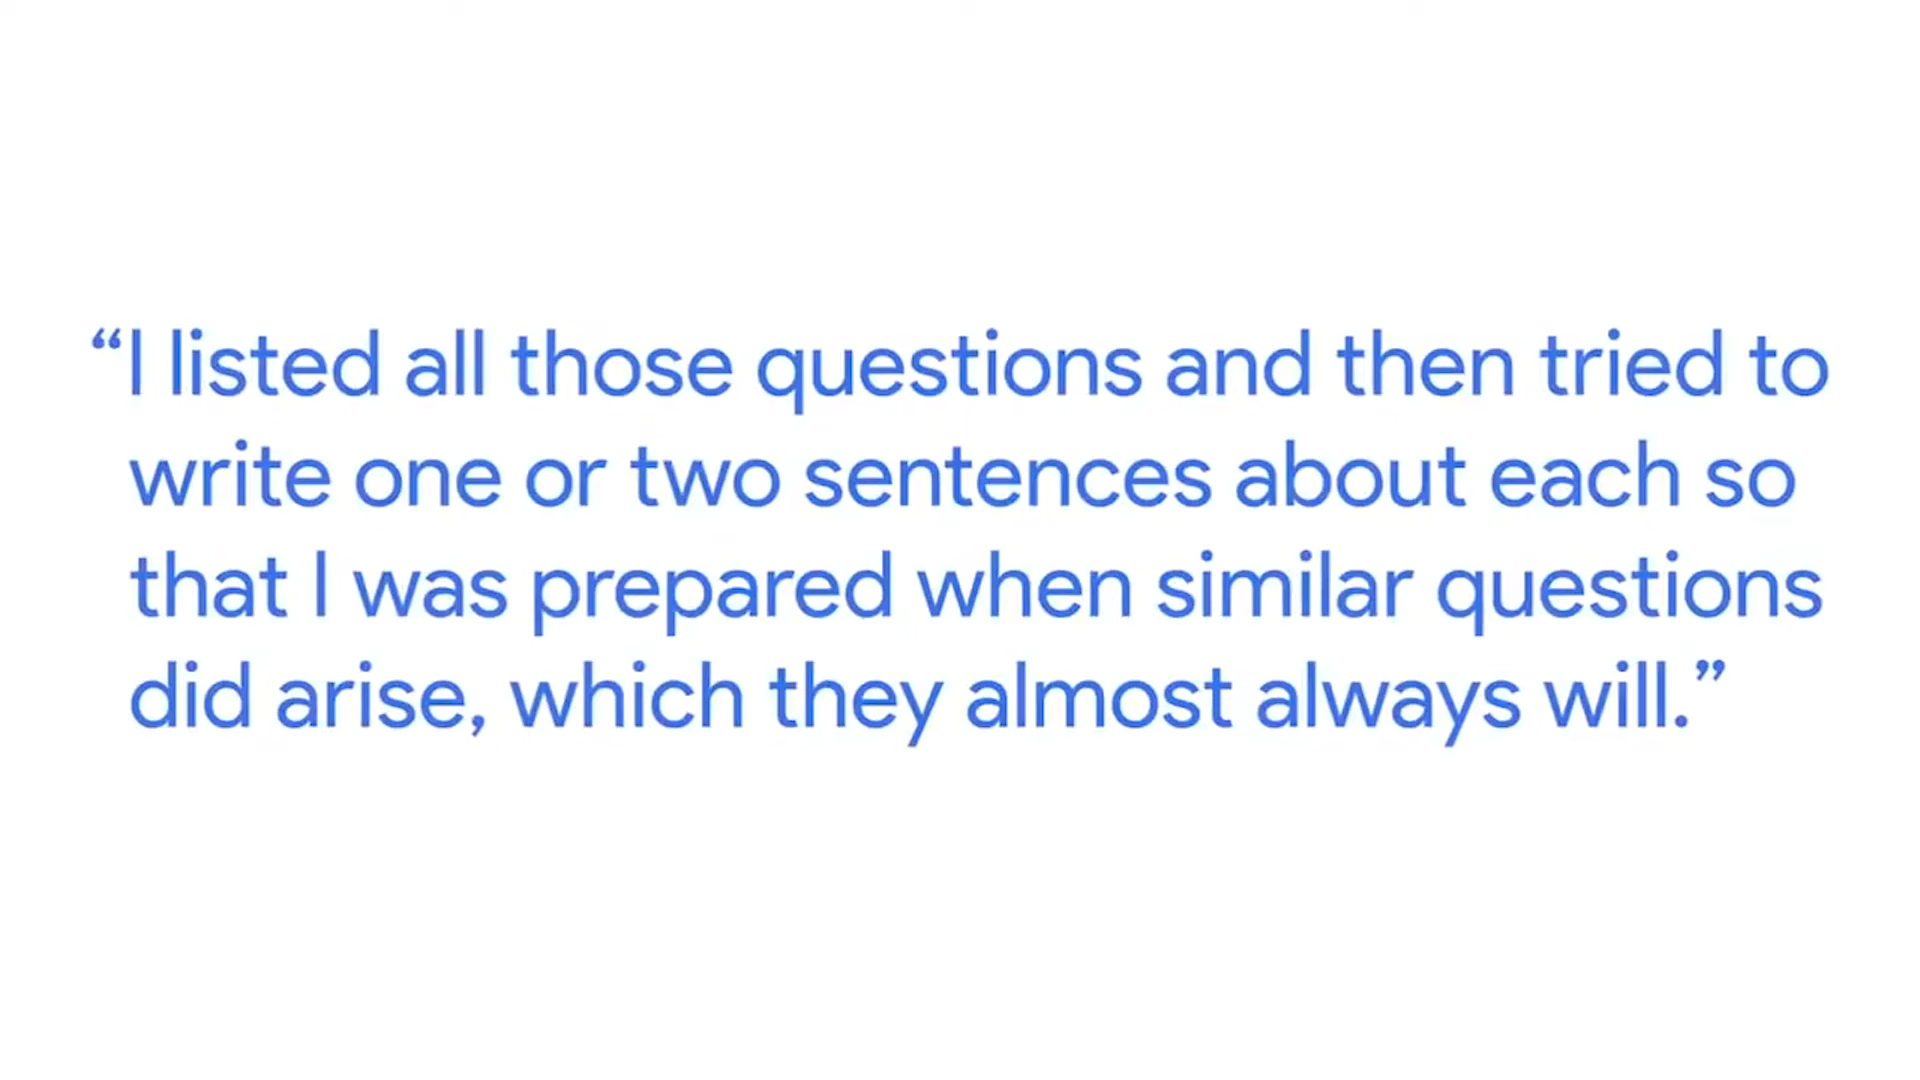 “I listed all those questions and then tried to
write one or two sentences about each so
that I was prepared when similar questions
did arise, which they almost always will.”